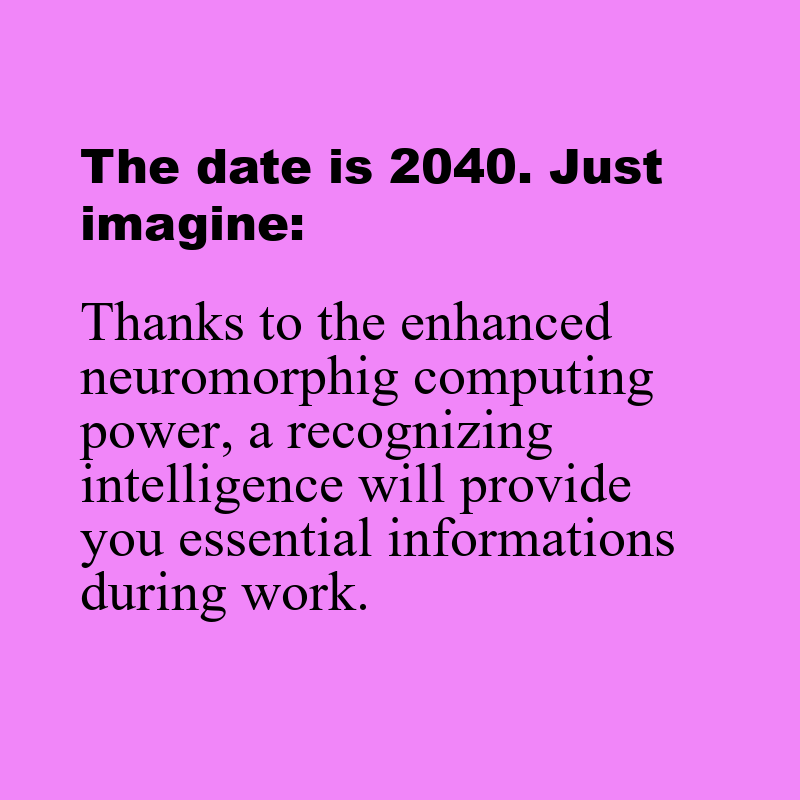 The date is 2040. Just
imagine:
Thanks to the enhanced
neuromorphig computing
power, a recognizing
intelligence will provide
you essential informations
during work.